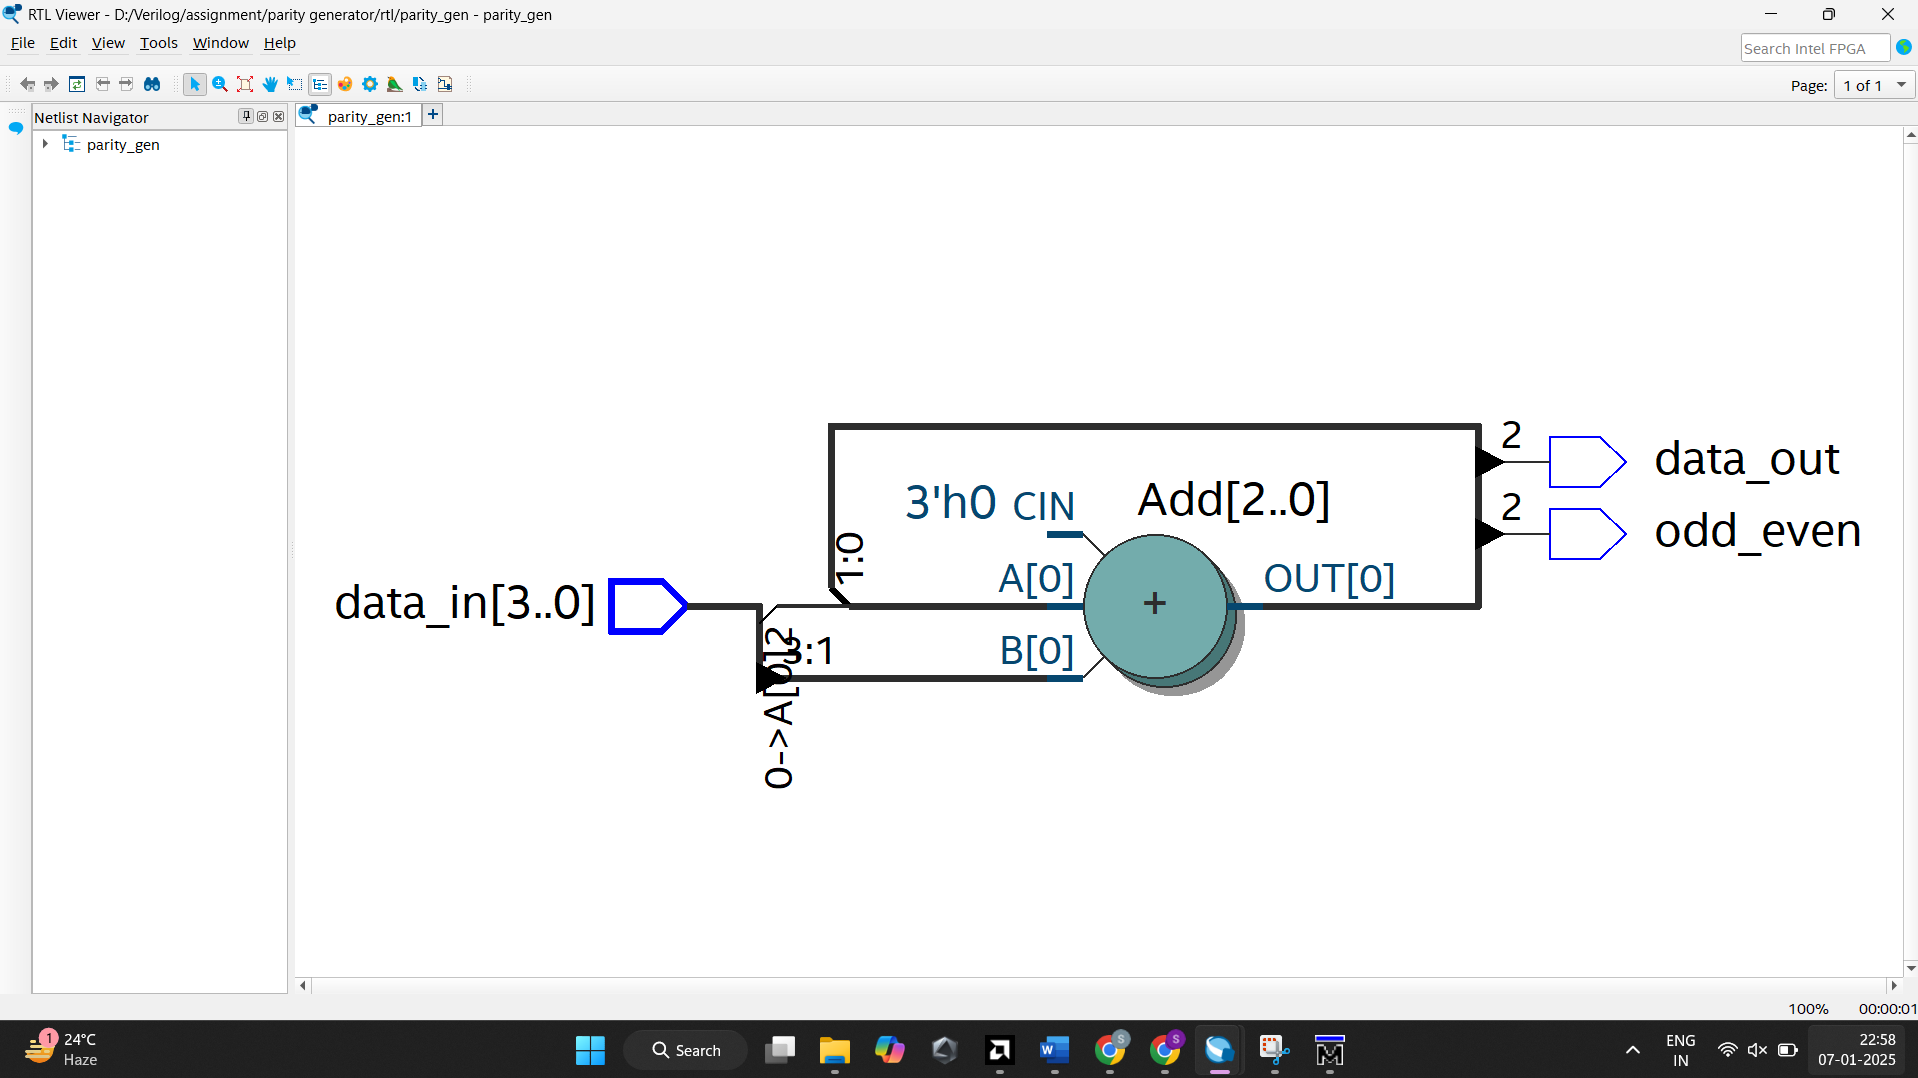 RTL Viewer - D:/Verilog/assignment/parity generator/rtl/parity_gen - parity_gen
File Edit View Tools Window Help
Search Intel FPGA
Page: 1 of 1
Netlist Navigator
parity_gen
parity_gen:1
+
2
data_out
3'h0 CIN
Add[2..0]
2
odd_even
1:0
A[0]
OUT[0]
data_in[3..0]
+
3:1
B[0]
0->A[0]2
100% 00:00:01
1
24°C
Haze
Search
S
S
ENG
IN
22:58
07-01-2025